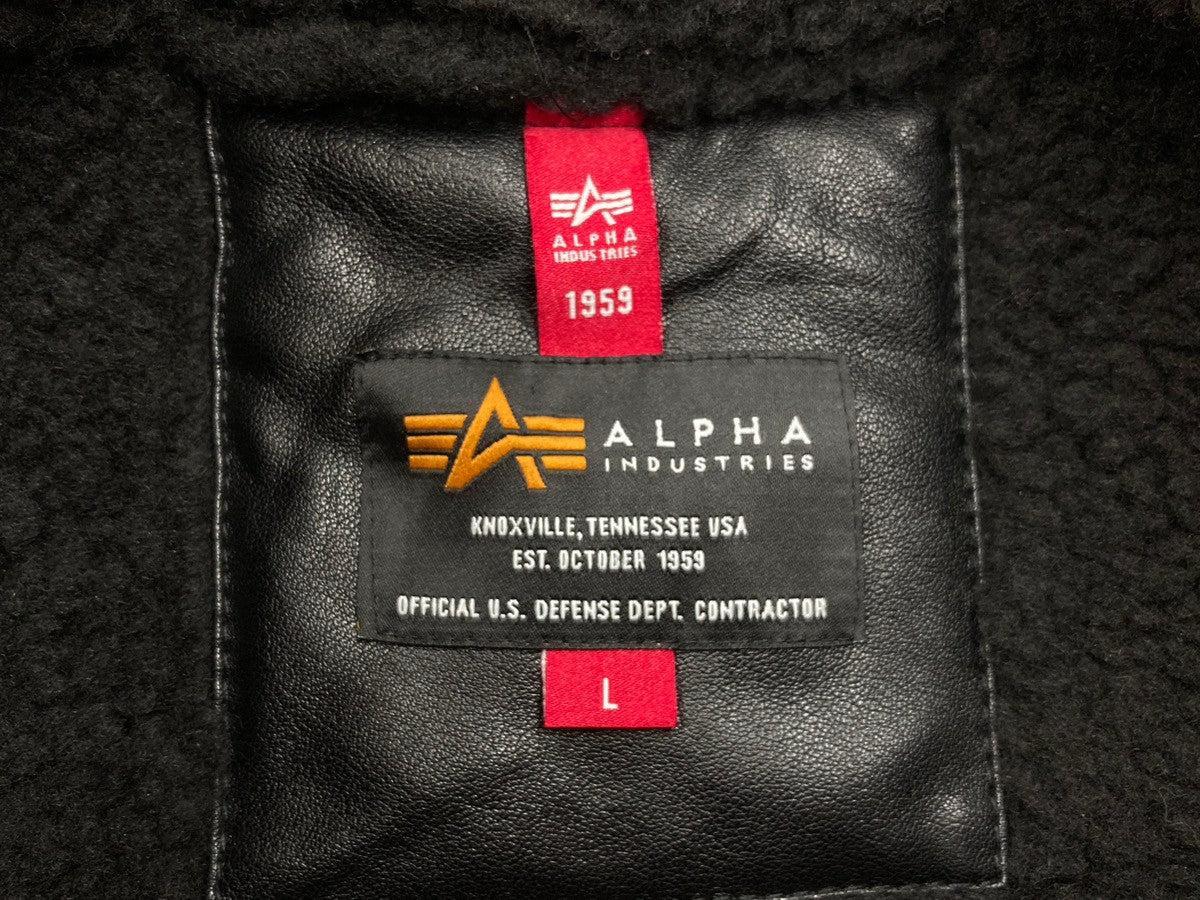 ALPHA
INDUSTRIES
1959
ALPHA
INDUSTRIES
KNOXVILLE, TENNESSEE USA
EST. OCTOBER 1959
OFFICIAL U.S. DEFENSE DEPT. CONTRACTOR
L